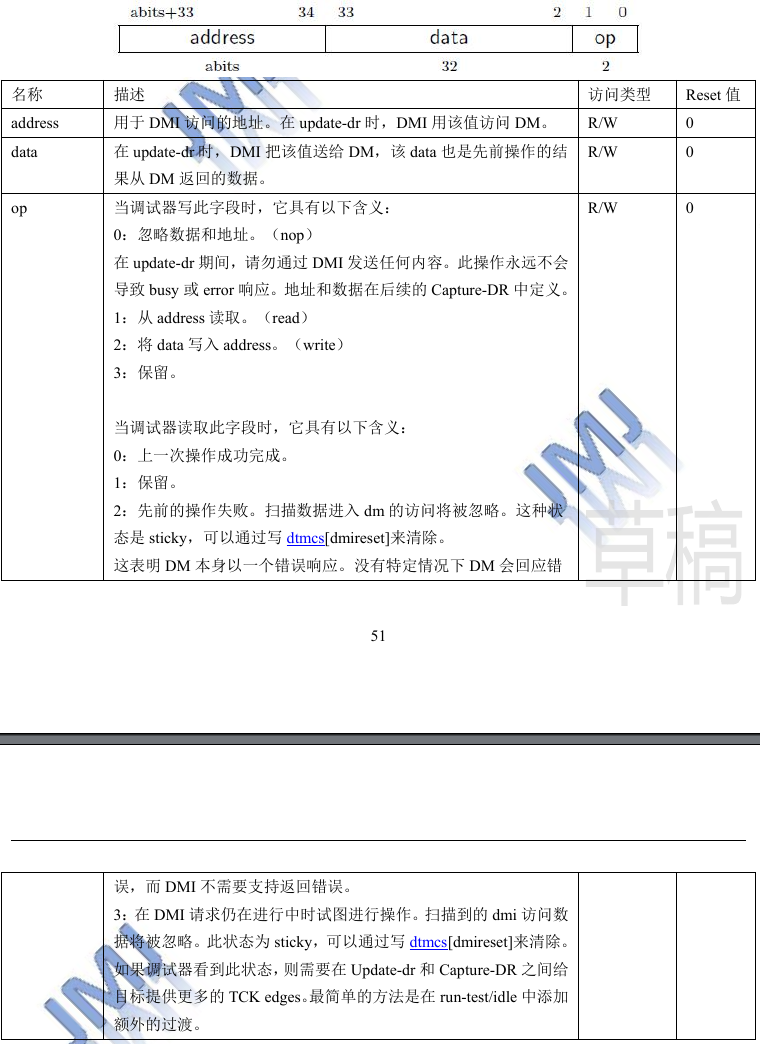 abits+33 34 33 2 1 0
address data op
abits 32 2
名称 描述 访问类型 Reset 值
address 用于 DMI 访问的地址。在 update-dr 时，DMI 用该值访问 DM。 R/W 0
data 在 update-dr 时，DMI 把该值送给 DM，该 data 也是先前操作的结 R/W 0
果从 DM 返回的数据。
op 当调试器写此字段时，它具有以下含义： R/W 0
0：忽略数据和地址。（nop）
在 update-dr 期间，请勿通过 DMI 发送任何内容。此操作永远不会
导致 busy 或 error 响应。地址和数据在后续的 Capture-DR 中定义。
1：从 address 读取。（read）
2：将 data 写入 address。（write）
3：保留。
当调试器读取此字段时，它具有以下含义：
0：上一次操作成功完成。
1：保留。
2：先前的操作失败。扫描数据进入 dm 的访问将被忽略。这种状
态是 sticky，可以通过写 dtmcs[dmireset]来清除。
这表明 DM 本身以一个错误响应。没有特定情况下 DM 会回应错
草稿
51
误，而 DMI 不需要支持返回错误。
3：在 DMI 请求仍在进行中时试图进行操作。扫描到的 dmi 访问数
据将被忽略。此状态为 sticky，可以通过写 dtmcs[dmireset]来清除。
如果调试器看到此状态，则需要在 Update-dr 和 Capture-DR 之间给
目标提供更多的 TCK edges。最简单的方法是在 run-test/idle 中添加
额外的过渡。